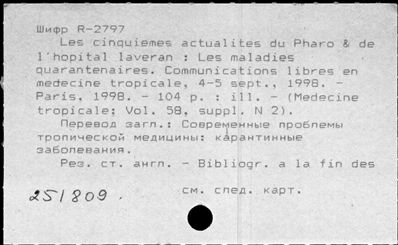 Шифр R-2797
Les cinquiemes actualites du Pharo & de
l'hopital laveran : Les maladies
quarantenaires. Communications libres en
medecine tropicale, 4-5 sept., 1998. -
Paris, 1998. - 104 p. : ill. - (Medecine
tropicale; Vol. 58, suppl. N 2).
Перевод загл.: Современные проблемы
тропической медицины: карантинные
заболевания.
Рез. ст. англ. - Bibliogr. a la fin des
см. след. карт.
251809.